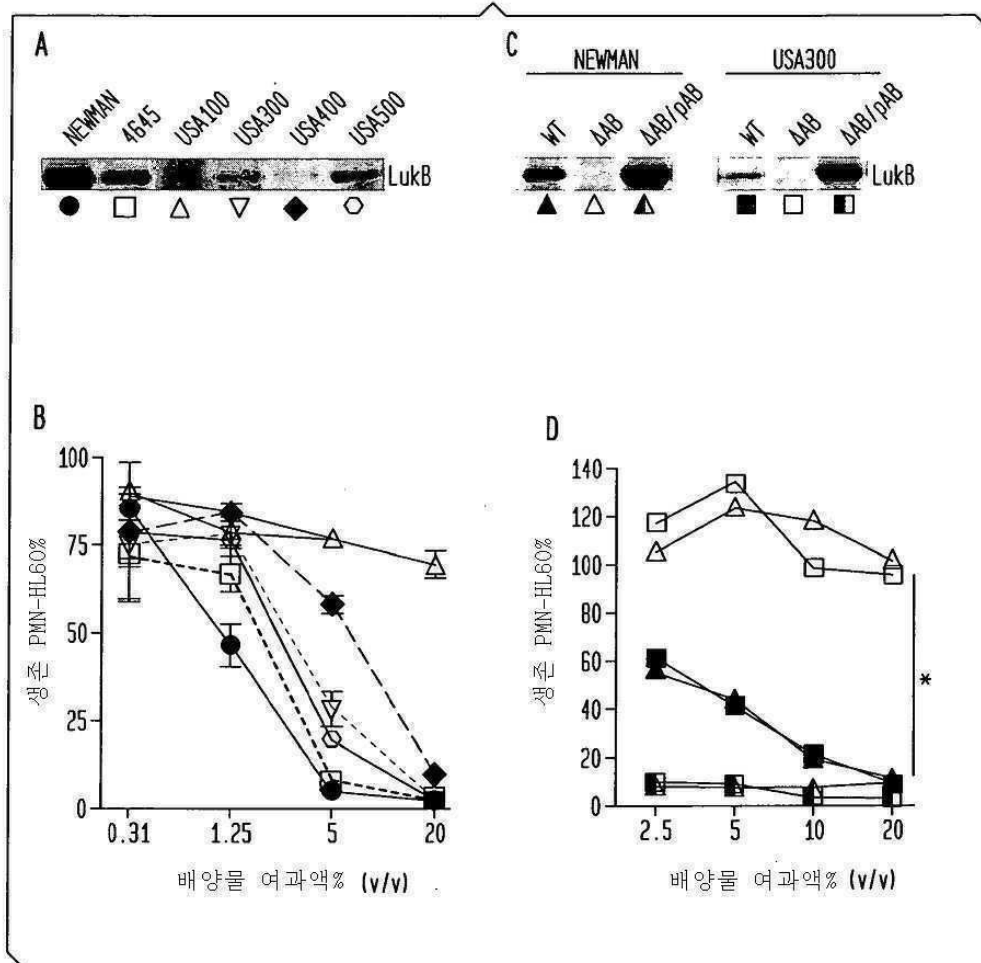 A
NEWMAN 4645 USA100 USA300 USA400 USA500
LukB
C
NEWMAN USA300
WT ΔAB ΔAB/pAB WT ΔAB ΔAB/pAB
LukB
B
생존 PMN-HL60%
100
75
50
25
0
0.31 1.25 5 20
배양물 여과액% (v/v)
D
생존 PMN-HL60%
140
120
100
80
60
40
20
0
*
2.5 5 10 20
배양물 여과액% (v/v)